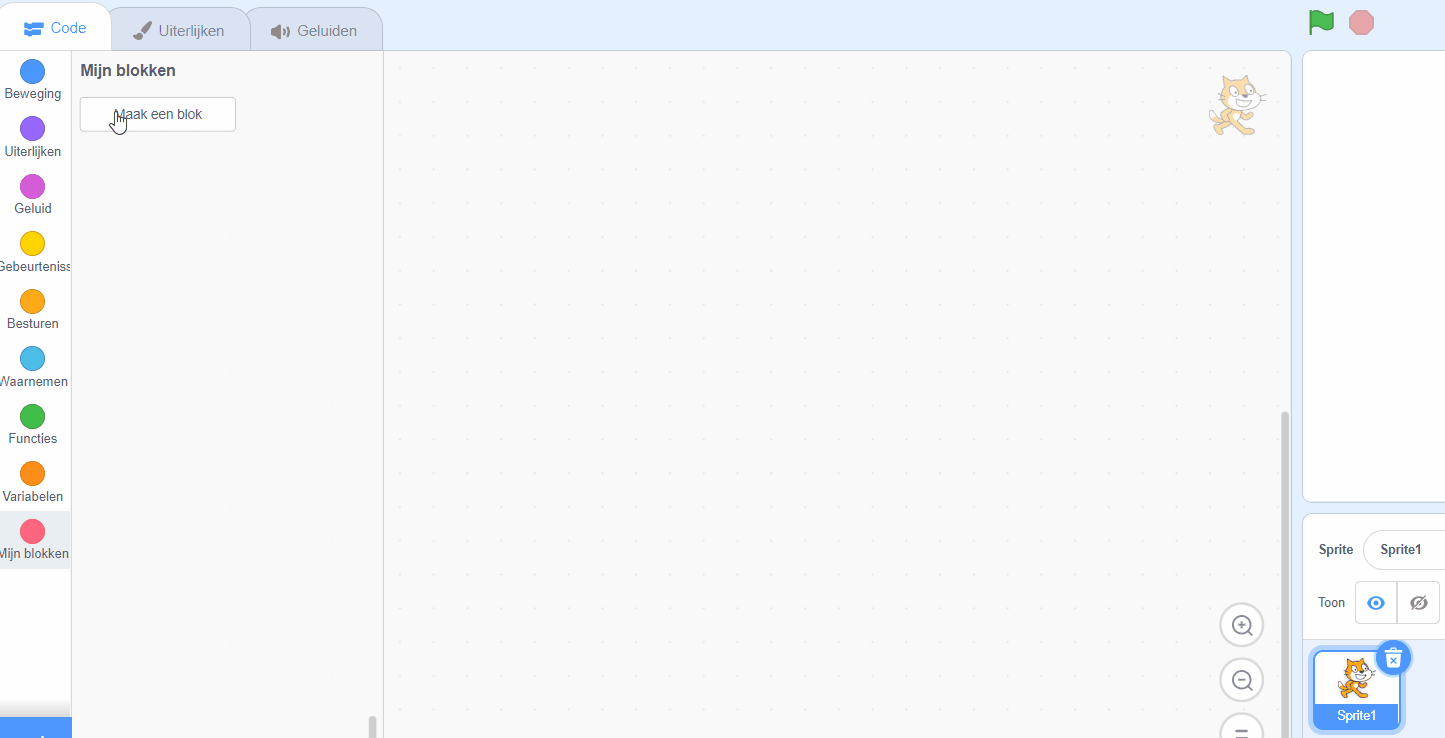 Code
Uiterlijken
Geluiden
Mijn blokken
Maak een blok
Beweging
Uiterlijken
Geluid
Gebeurteniss
Besturen
Waarnemen
Functies
Variabelen
Mijn blokken
Sprite
Sprite1
Toon
Sprite1